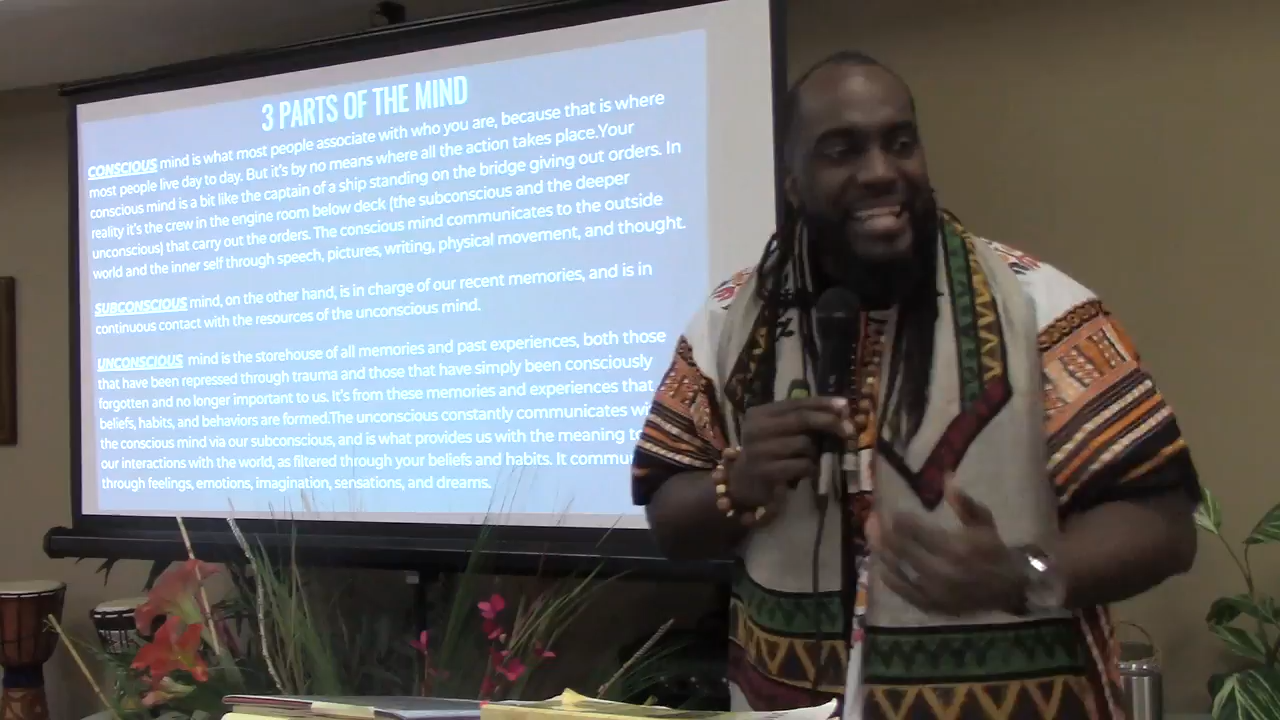 3 PARTS OF THE MIND
CONSCIOUS mind is what most people associate with who you are, because that is where
most people live day to day. But it's by no means where all the action takes place.Your
conscious mind is a bit like the captain of a ship standing on the bridge giving out orders. In
reality it's the crew in the engine room below deck (the subconscious and the deeper
unconscious) that carry out the orders. The conscious mind communicates to the outside
world and the inner self through speech, pictures, writing, physical movement, and thought.
SUBCONSCIOUS mind, on the other hand, is in charge of our recent memories, and is in
continuous contact with the resources of the unconscious mind.
UNCONSCIOUS mind is the storehouse of all memories and past experiences, both those
that have been repressed through trauma and those that have simply been consciously
forgotten and no longer important to us. It's from these memories and experiences that
beliefs, habits, and behaviors are formed.The unconscious constantly communicates
the conscious mind via our subconscious, and is what provides us with the meaning
our interactions with the world, as filtered through your beliefs and habits. It
through feelings, emotions, imagination, sensations, and dreams.